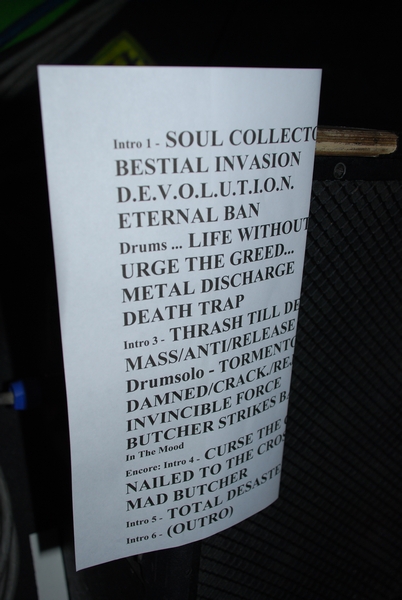 Intro 1 - SOUL COLLECTO
BESTIAL INVASION
D.E.V.O.L.U.T.I.O.N.
ETERNAL BAN
Drums ... LIFE WITHOUT
URGE THE GREED...
METAL DISCHARGE
DEATH TRAP
Intro 3 - THRASH TILL DE
MASS/ANTI/RELEASE
Drumsolo - TORMENTO
DAMNED/CRACK./RE.
INVINCIBLE FORCE
BUTCHER STRIKES B
In The Mood
Encore: Intro 4 - CURSE THE
NAILED TO THE CROS
MAD BUTCHER
Intro 5 - TOTAL DESASTE
Intro 6 - (OUTRO)